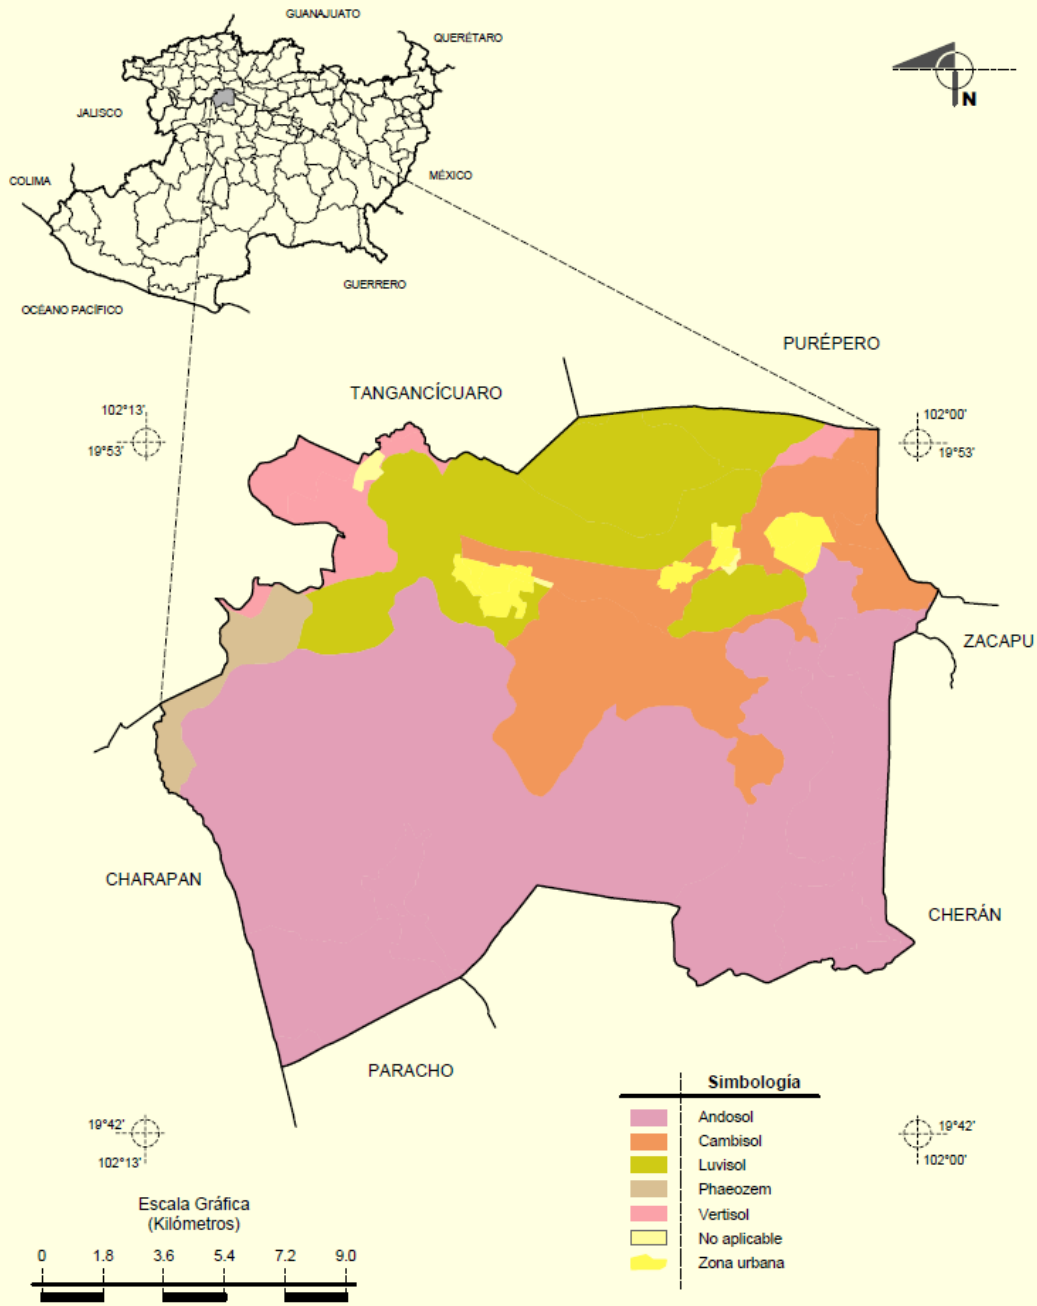 GUANAJUATO
QUERÉTARO
JALISCO
N
COLIMA
MÉXICO
GUERRERO
OCÉANO PACÍFICO
PURÉPERO
TANGANCÍCUARO
102°13'
19°53'
102°00'
19°53'
ZACAPU
CHARAPAN
CHERÁN
PARACHO
19°42'
102°13'
19°42'
102°00'
Simbología
Andosol
Cambisol
Luvisol
Phaeozem
Vertisol
No aplicable
Zona urbana
Escala Gráfica
(Kilómetros)
0 1.8 3.6 5.4 7.2 9.0